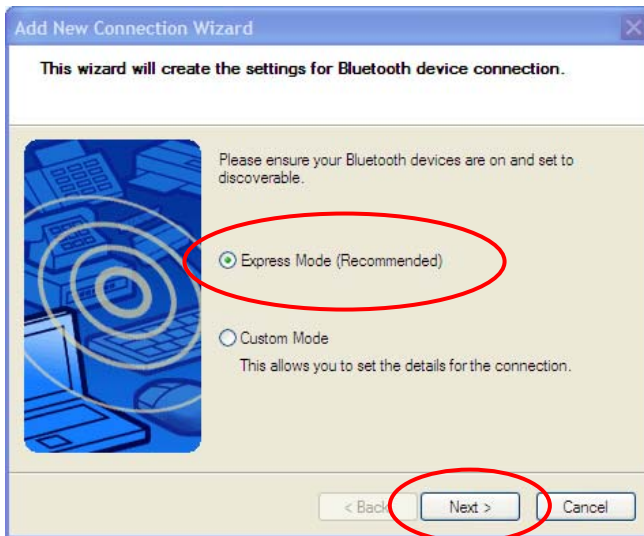 Add New Connection Wizard
This wizard will create the settings for Bluetooth device connection.
Please ensure your Bluetooth devices are on and set to
discoverable.
Express Mode (Recommended)
Custom Mode
This allows you to set the details for the connection.
< Back
Next >
Cancel